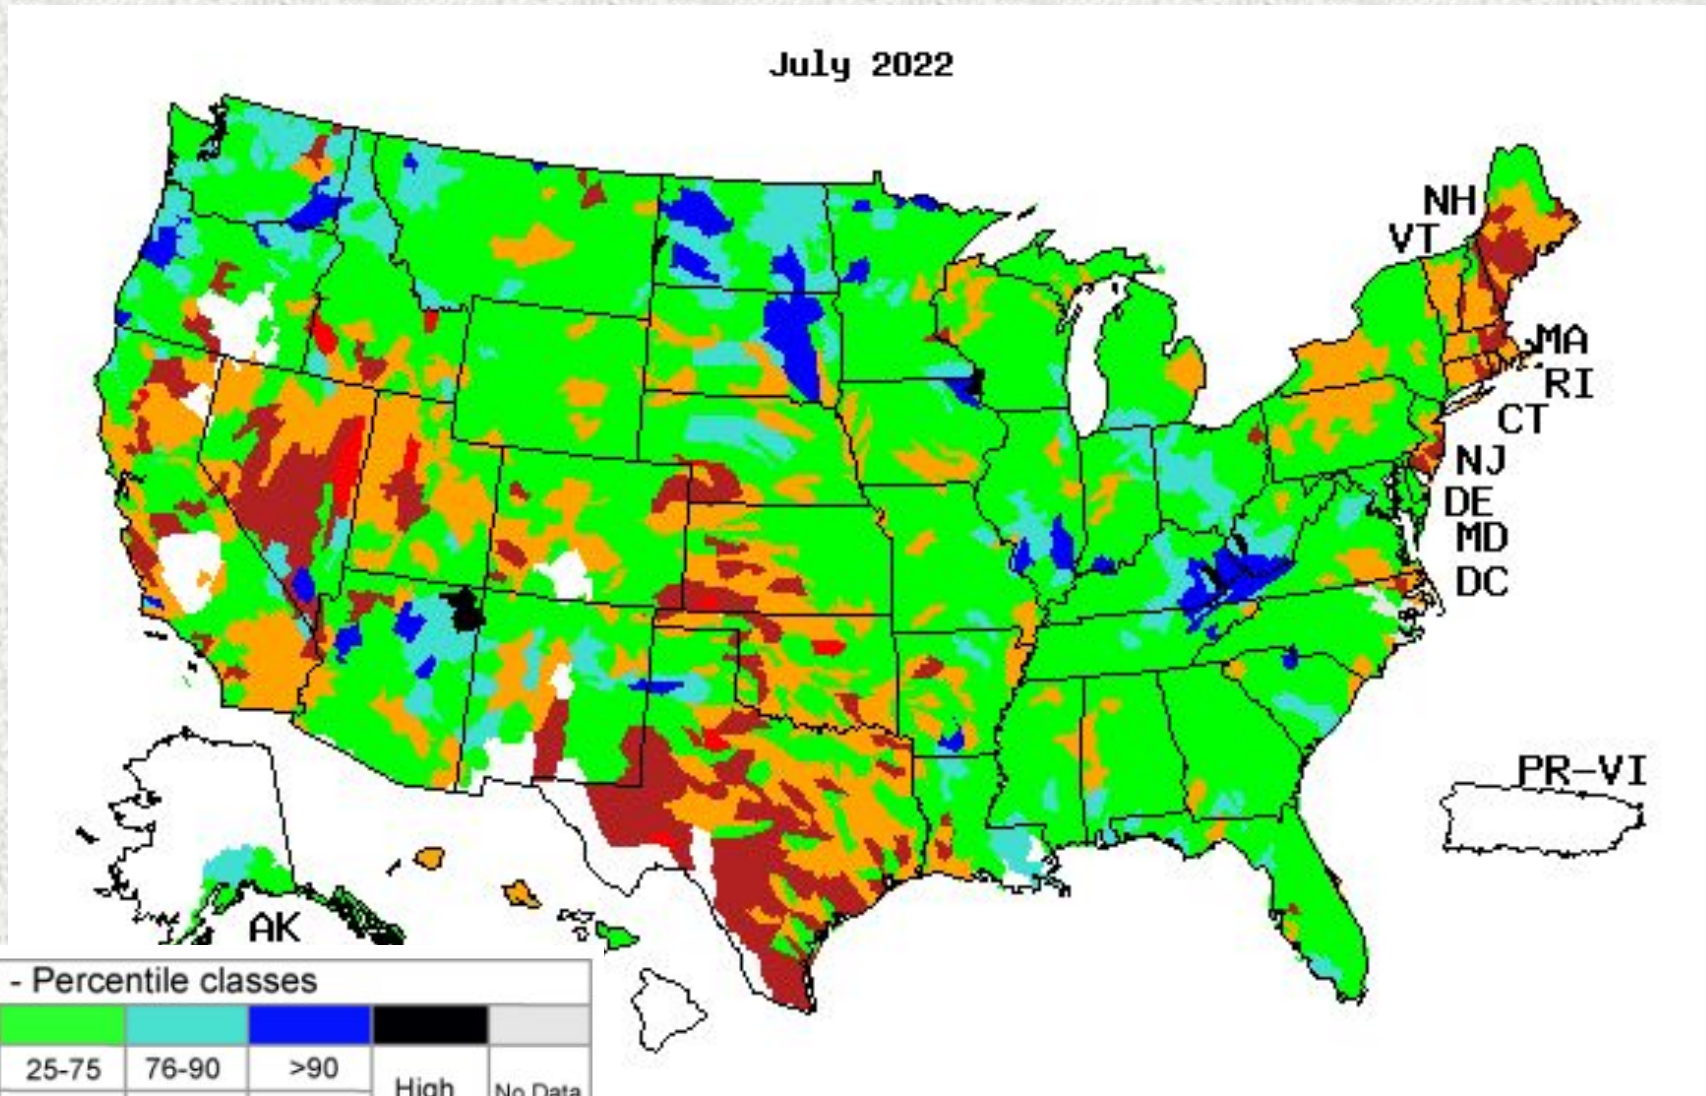 July 2022
NH
VT
MA
RI
CT
NJ
DE
MD
DC
PR-VI
AK
- Percentile classes
25-75 76-90 >90 High No Data